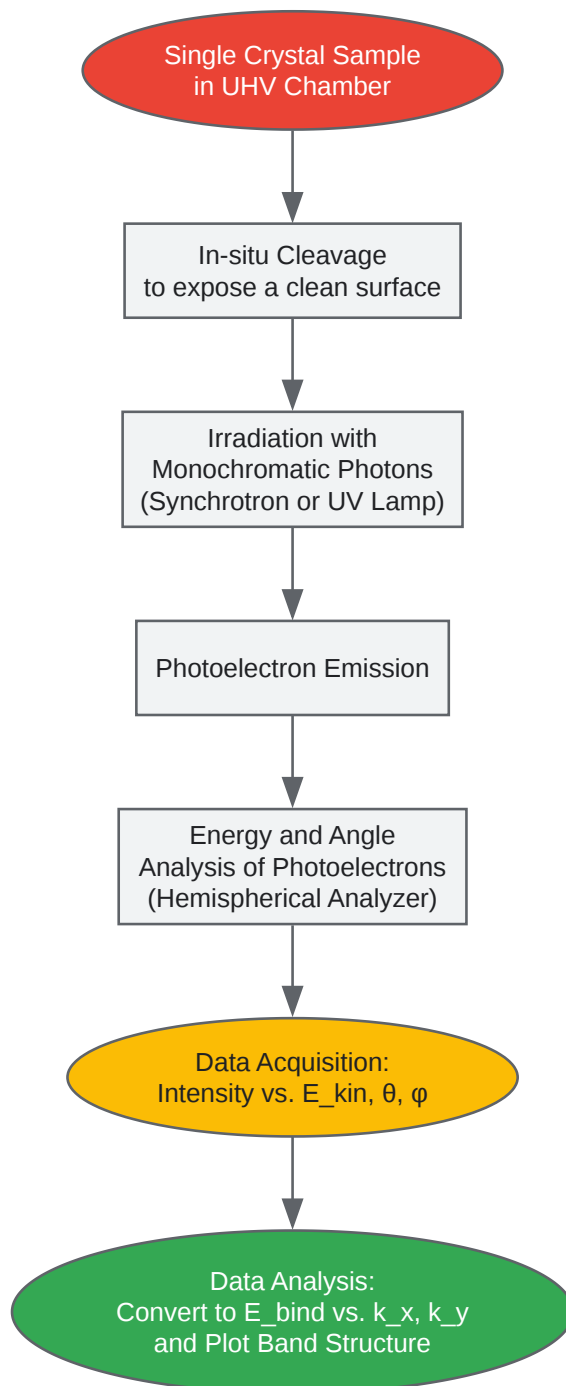 Single Crystal Sample
in UHV Chamber
In-situ Cleavage
to expose a clean surface
Irradiation with
Monochromatic Photons
(Synchrotron or UV Lamp)
Photoelectron Emission
Energy and Angle
Analysis of Photoelectrons
(Hemispherical Analyzer)
Data Acquisition:
Intensity vs. E_kin, θ, φ
Data Analysis:
Convert to E_bind vs. k_x, k_y
and Plot Band Structure